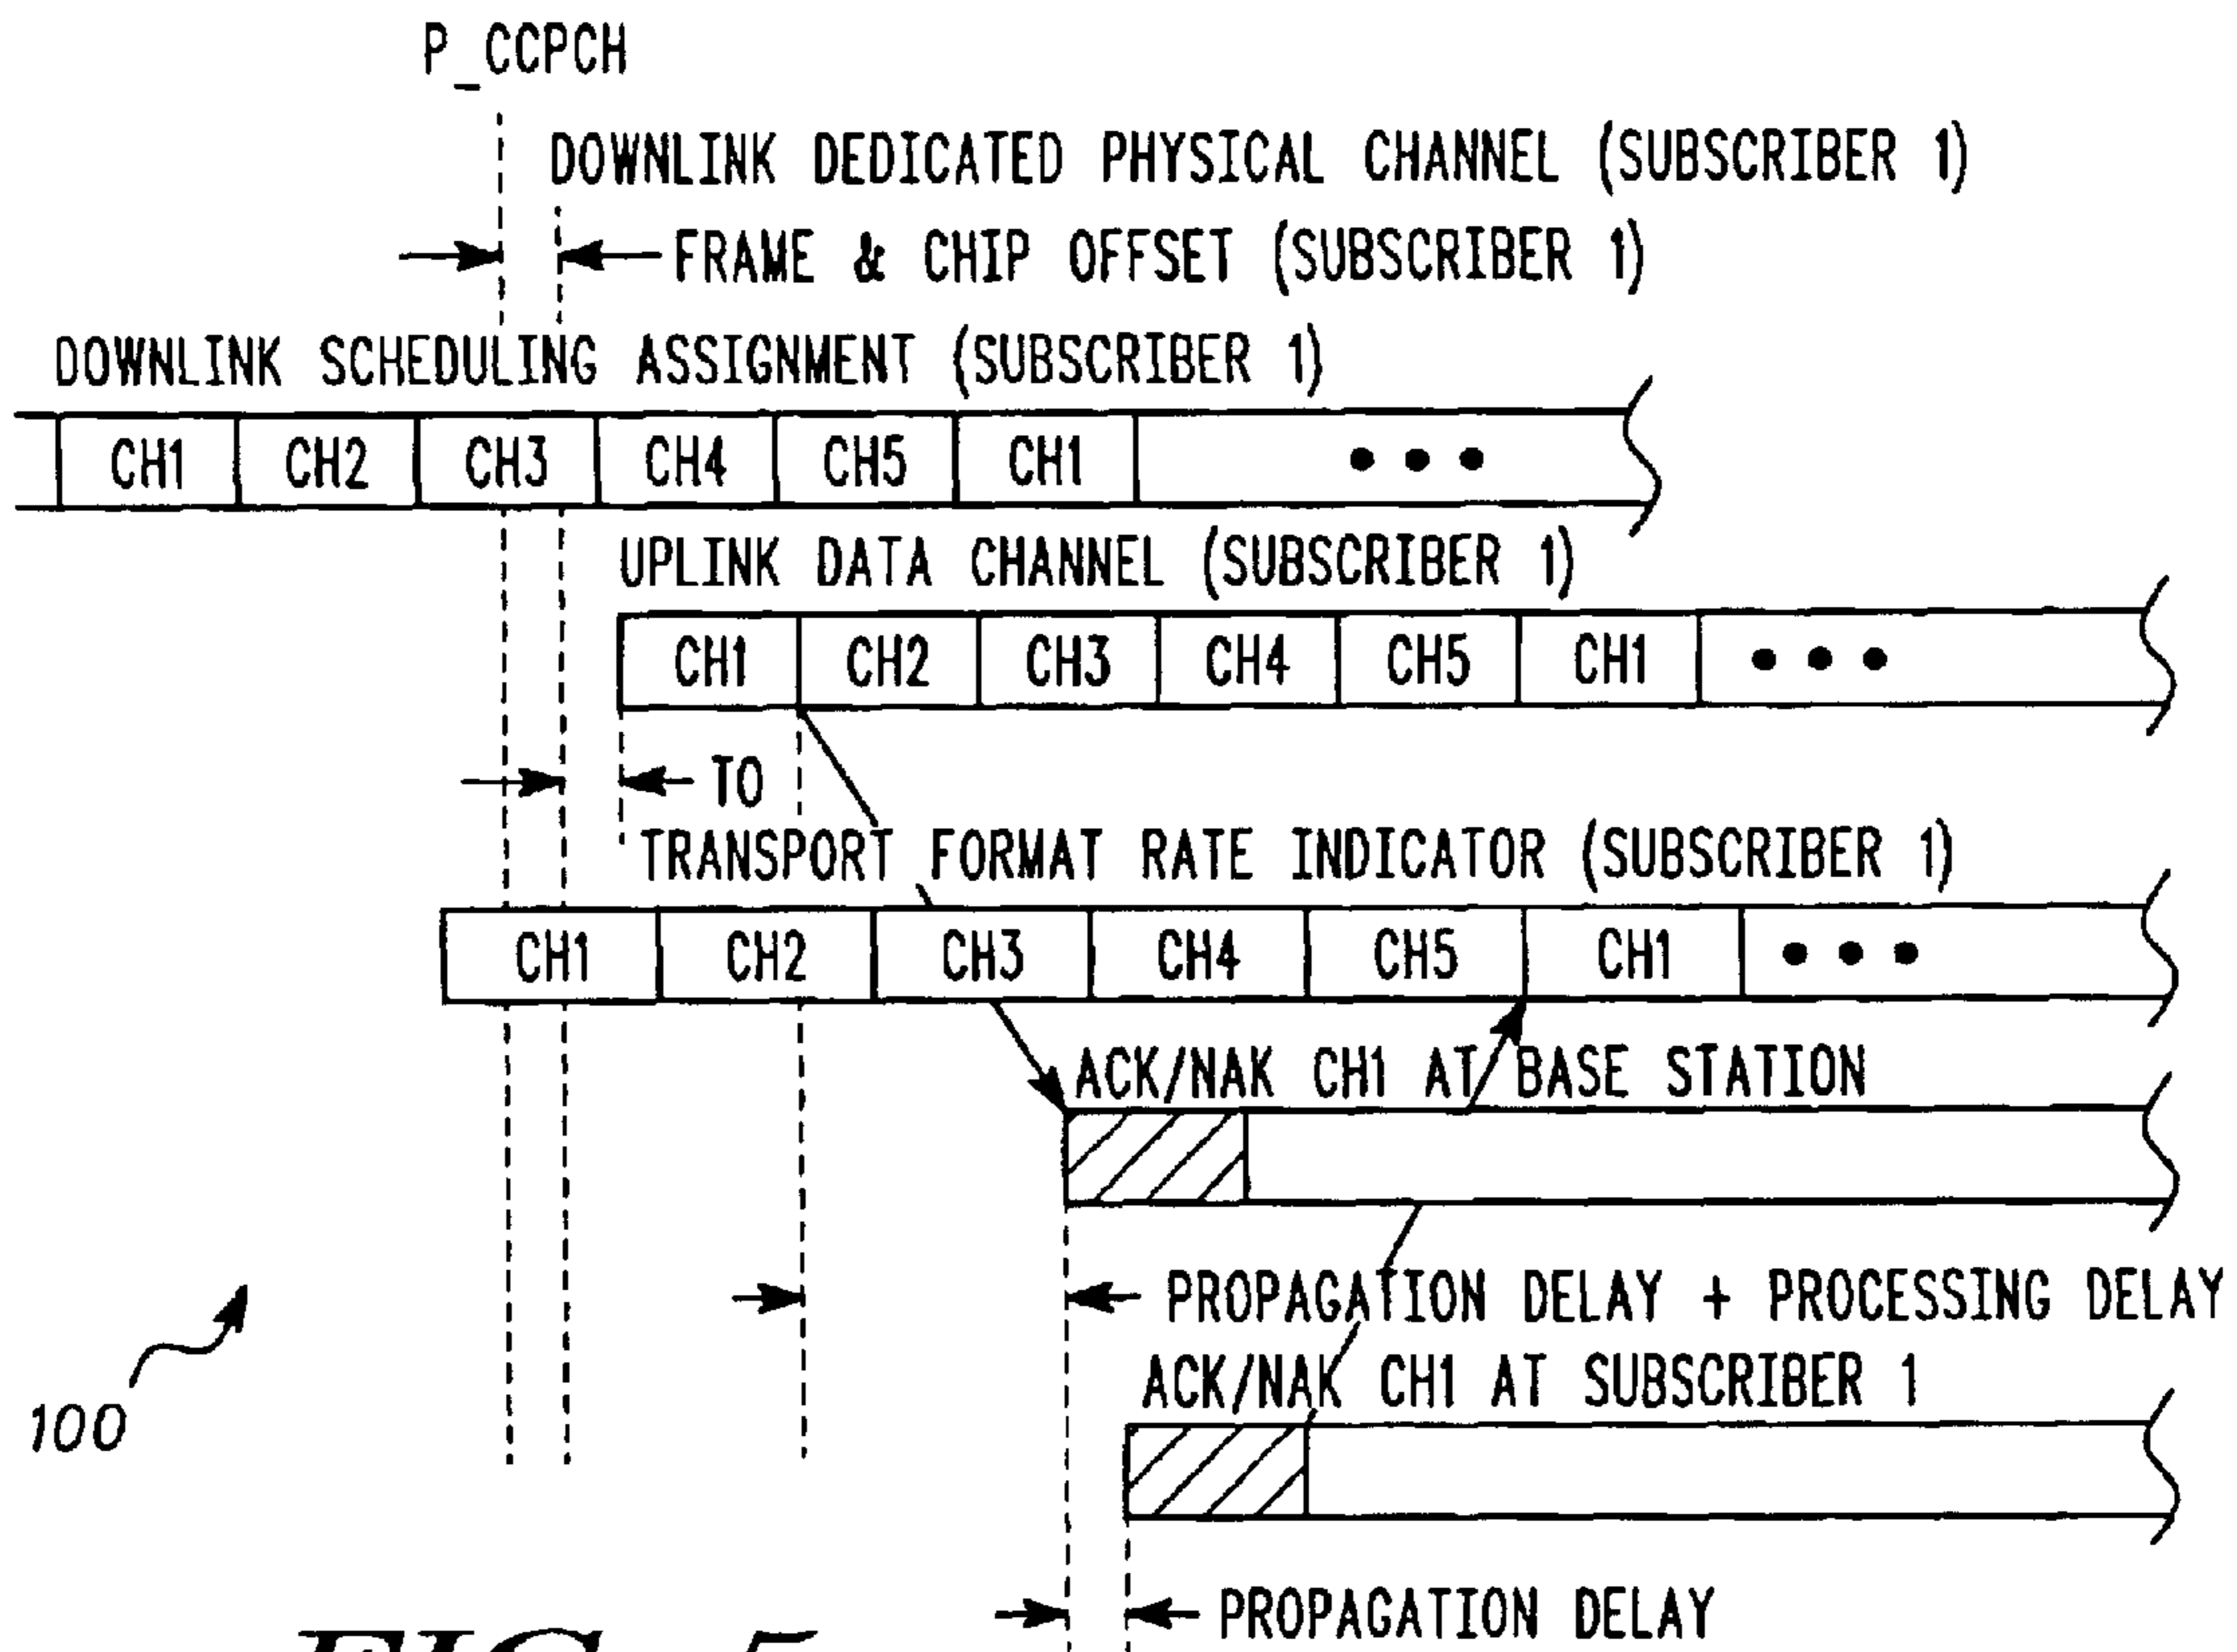 P_CCPCH
DOWNLINK DEDICATED PHYSICAL CHANNEL (SUBSCRIBER 1)
FRAME & CHIP OFFSET (SUBSCRIBER 1)
DOWNLINK SCHEDULING ASSIGNMENT (SUBSCRIBER 1)
CH1 CH2 CH3 CH4 CH5 CH1 • • •
UPLINK DATA CHANNEL (SUBSCRIBER 1)
CH1 CH2 CH3 CH4 CH5 CH1 • • •
TO
TRANSPORT FORMAT RATE INDICATOR (SUBSCRIBER 1)
CH1 CH2 CH3 CH4 CH5 CH1 • • •
ACK/NAK CH1 AT BASE STATION
PROPAGATION DELAY + PROCESSING DELAY
ACK/NAK CH1 AT SUBSCRIBER 1
100
PROPAGATION DELAY
FIG. 5